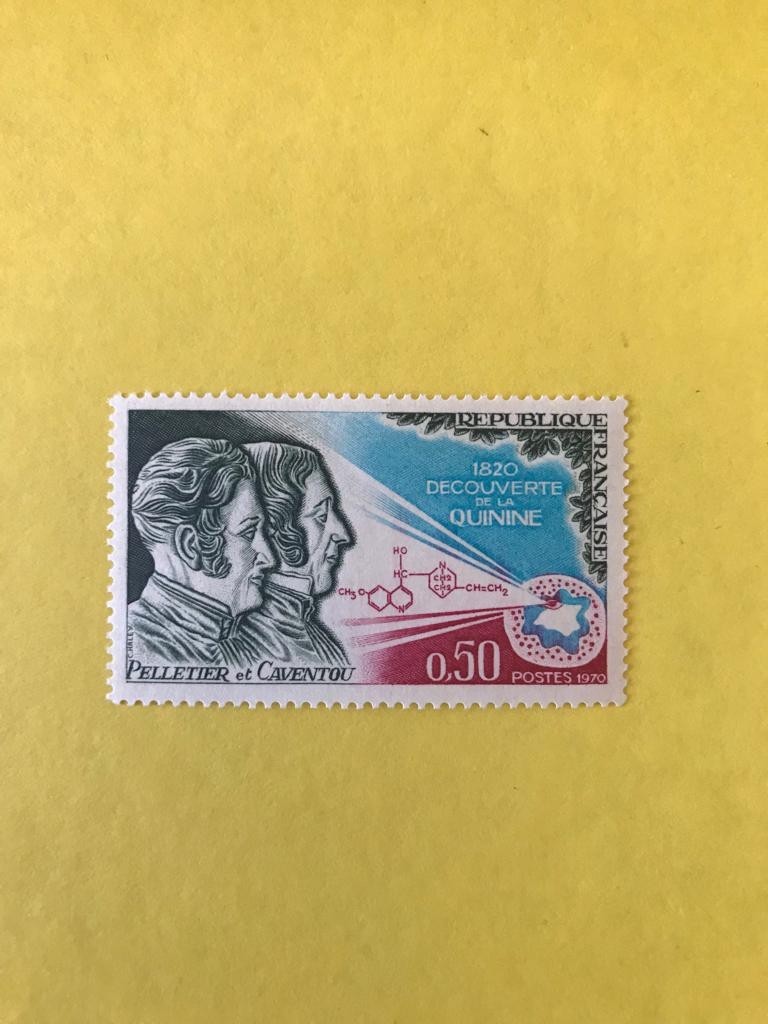 REPUBLIQUE
FRANÇAISE
1820
DECOUVERTE
DE LA
QUININE
HO
HC
N
CH2
CH2
CH=CH2
CH3O
N
PELLETIER et CAVENTOU
0,50
POSTES 1970